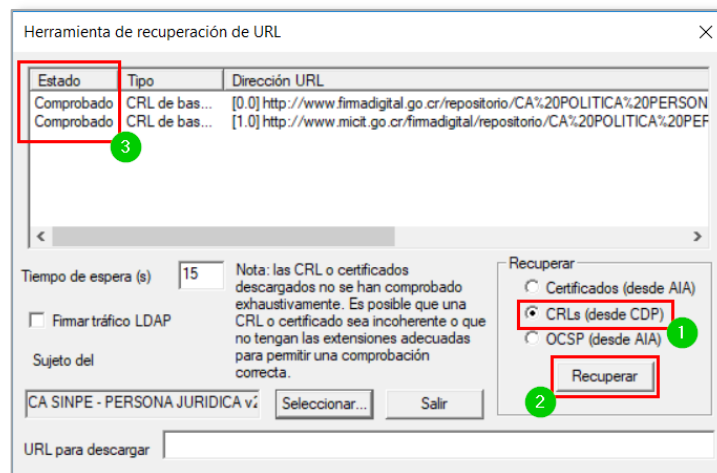 Herramienta de recuperación de URL
Estado Tipo Dirección URL
Comprobado CRL de bas... [0.0] http://www.firmadigital.go.cr/repositorio/CA%20POLITICA%20PERSON
Comprobado CRL de bas... [1.0] http://www.micit.go.cr/firmadigital/repositorio/CA%20POLITICA%20PER
3
Tiempo de espera (s) 15
Firmar tráfico LDAP
Sujeto del
Nota: las CRL o certificados
descargados no se han comprobado
exhaustivamente. Es posible que una
CRL o certificado sea incoherente o que
no tengan las extensiones adecuadas
para permitir una comprobación
correcta.
Recuperar
Certificados (desde AIA)
CRLs (desde CDP)
1
OCSP (desde AIA)
Recuperar
2
CA SINPE - PERSONA JURIDICA v2 Seleccionar... Salir
URL para descargar